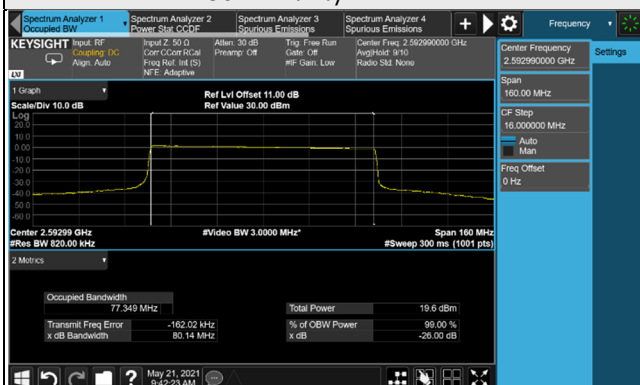 Spectrum Analyzer 1
Occupied BW
Spectrum Analyzer 2
Power Stat CCDF
Spectrum Analyzer 3
Spurious Emissions
Spectrum Analyzer 4
Spurious Emissions
+
Frequency
KEYSIGHT
Input: RF
Coupling: DC
Align: Auto
Input Z: 50 Ω
Corr CCorr RCal
Freq Ref: Int (S)
NFE: Adaptive
Atten: 30 dB
Preamp: Off
Trig: Free Run
Gate: Off
#IF Gain: Low
Center Freq: 2.592990000 GHz
Avg|Hold: 9/10
Radio Std: None
LXI
Center Frequency
2.592990000 GHz
Settings
Span
160.00 MHz
CF Step
16.000000 MHz
Auto
Man
Freq Offset
0 Hz
1 Graph
Scale/Div 10.0 dB
Ref Lvl Offset 11.00 dB
Ref Value 30.00 dBm
Log
20.0
10.0
0.00
-10.0
-20.0
-30.0
-40.0
-50.0
-60.0
Center 2.59299 GHz
#Res BW 820.00 kHz
#Video BW 3.0000 MHz*
Span 160 MHz
#Sweep 300 ms (1001 pts)
2 Metrics
Occupied Bandwidth
77.349 MHz
Total Power 19.6 dBm
Transmit Freq Error -162.02 kHz
% of OBW Power 99.00 %
x dB Bandwidth 80.14 MHz
x dB -26.00 dB
?
May 21, 2021
9:42:23 AM